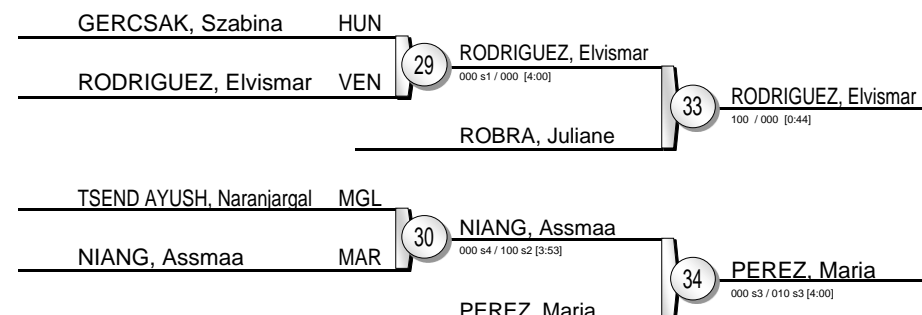 GERCSAK, Szabina HUN
RODRIGUEZ, Elvismar VEN
29
RODRIGUEZ, Elvismar
000 s1 / 000 [4:00]
ROBRA, Juliane
33
RODRIGUEZ, Elvismar
100 / 000 [0:44]
TSEND AYUSH, Naranjargal MGL
NIANG, Assmaa MAR
30
NIANG, Assmaa
000 s4 / 100 s2 [3:53]
PEREZ, Maria
34
PEREZ, Maria
000 s3 / 010 s3 [4:00]